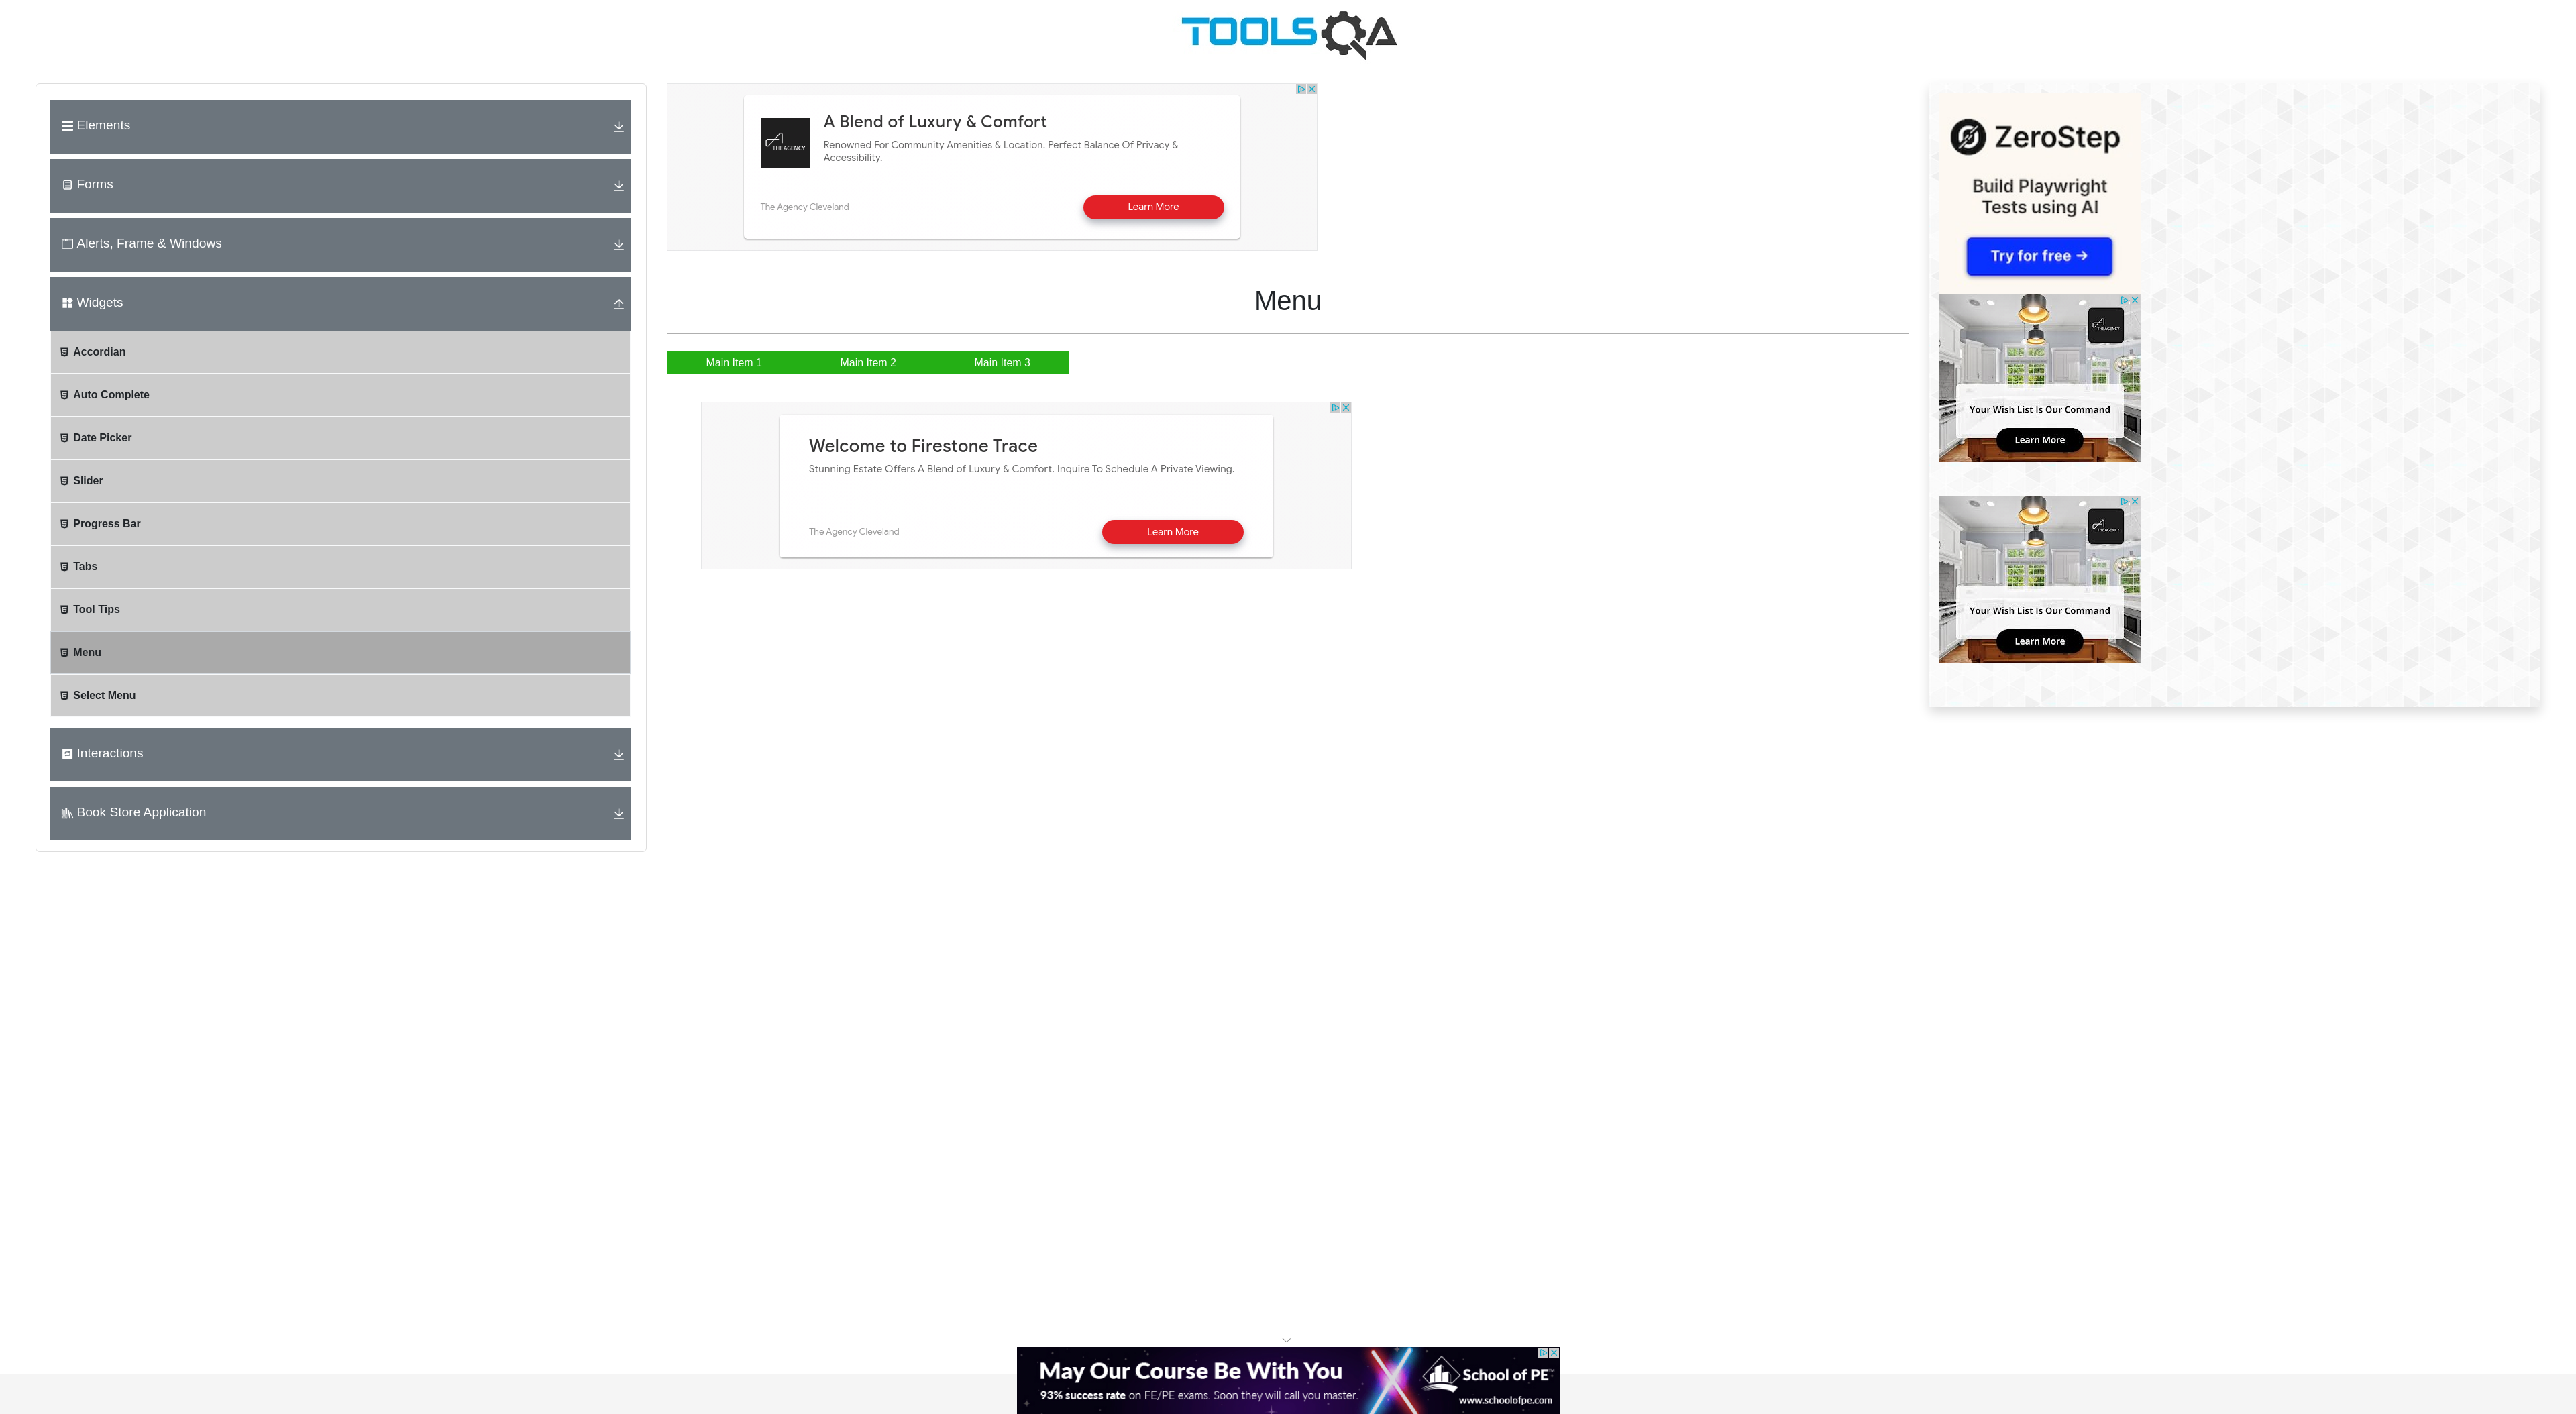 TOOLSQA
Elements
Forms
Alerts, Frame & Windows
Widgets
Accordian
Auto Complete
Date Picker
Slider
Progress Bar
Tabs
Tool Tips
Menu
Select Menu
Interactions
Book Store Application
THEAGENCY
A Blend of Luxury & Comfort
Renowned For Community Amenities & Location. Perfect Balance Of Privacy &
Accessibility.
The Agency Cleveland
Learn More
Menu
Main Item 1 Main Item 2 Main Item 3
Welcome to Firestone Trace
Stunning Estate Offers A Blend of Luxury & Comfort. Inquire To Schedule A Private Viewing.
The Agency Cleveland
Learn More
ZeroStep
Build Playwright
Tests using AI
Try for free →
THEAGENCY
Your Wish List Is Our Command
Learn More
THEAGENCY
Your Wish List Is Our Command
Learn More
May Our Course Be With You
93% success rate on FE/PE exams. Soon they will call you master.
School of PE
www.schoolofpe.com